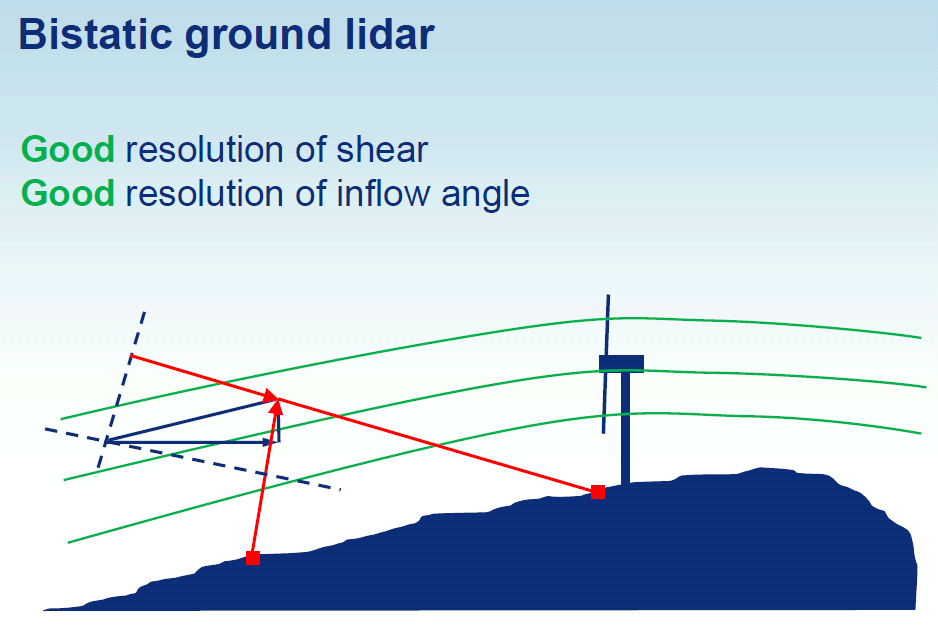 Bistatic ground lidar
Good resolution of shear
Good resolution of inflow angle